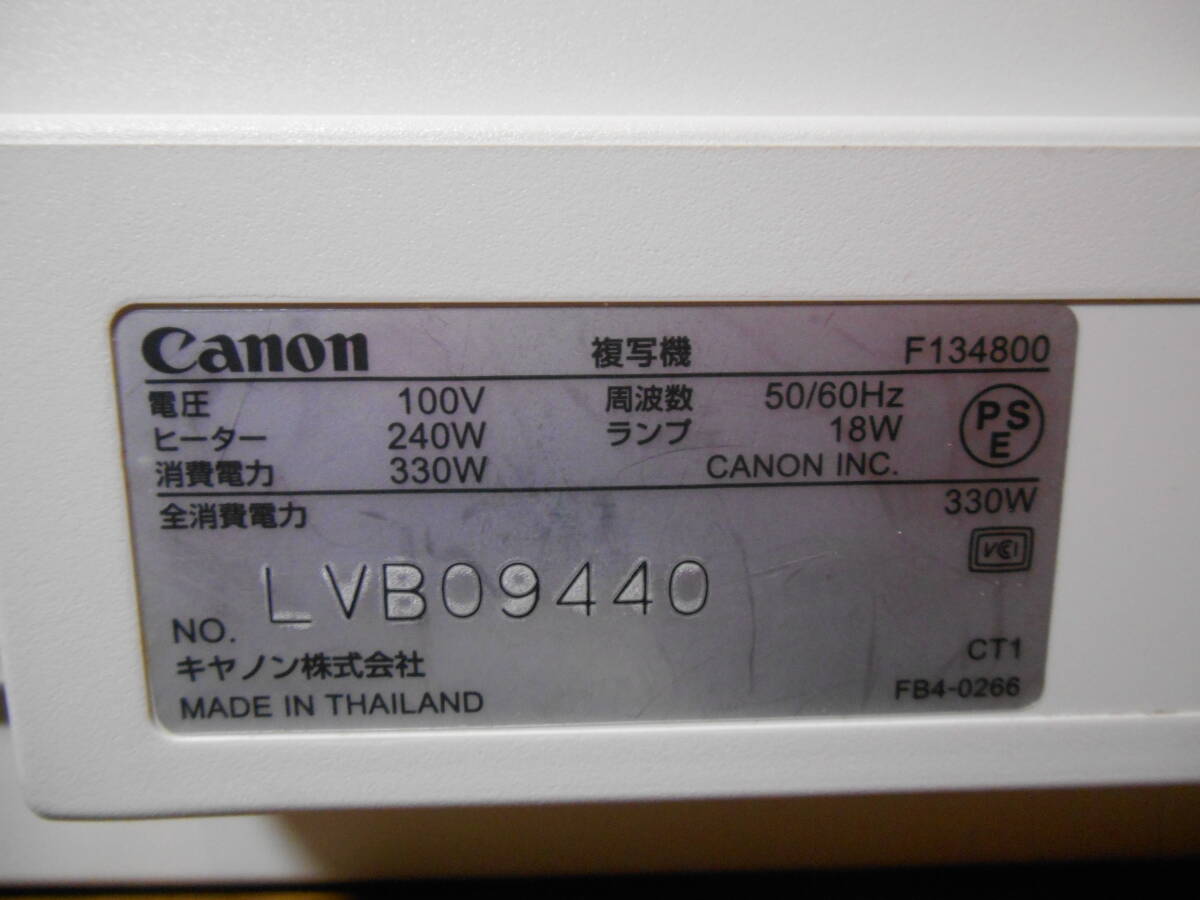 Canon 複写機 F134800
電圧 100V 周波数 50/60Hz
ヒーター 240W ランプ 18W
消費電力 330W CANON INC.
PSE
全消費電力 330W
VCCI
NO. LVB09440
キヤノン株式会社 CT1
MADE IN THAILAND FB4-0266